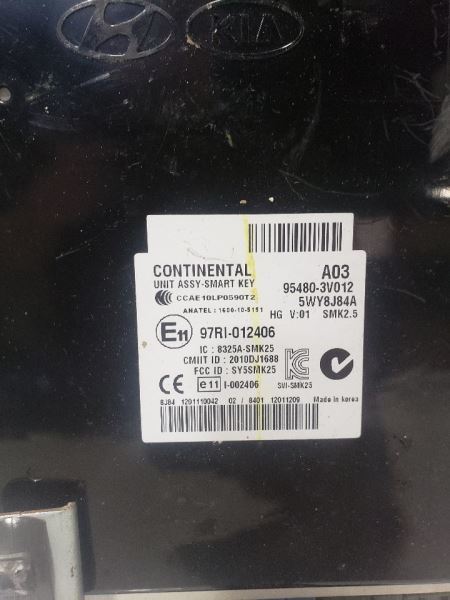 KIA
CONTINENTAL A03
UNIT ASSY-SMART KEY 95480-3V012
CCAE10LP0590T2 5WY8J84A
ANATEL : 1600-10-5151 HG V:01 SMK2.5
E11 97RI-012406
IC : 8325A-SMK25
CMIIT ID : 2010DJ1688
FCC ID : SY5SMK25
CE e11 I-002406 SVI-SMK25
8J84 1201110042 02 / 8401 12011209 Made in korea